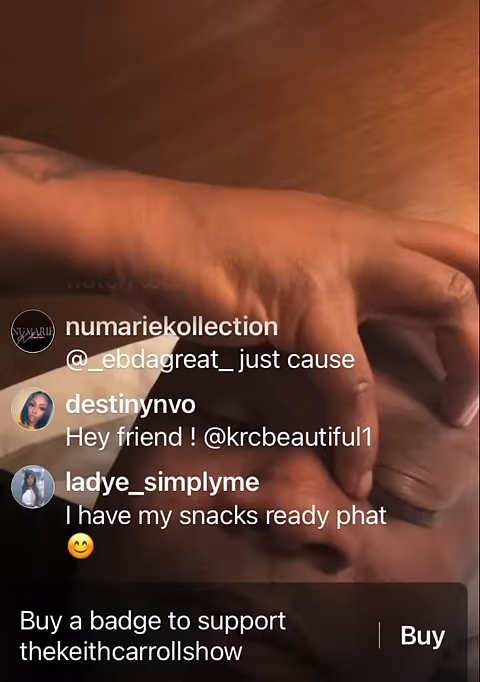 numariekollection
@_ebdagreat_ just cause
destinynvo
Hey friend ! @krcbeautiful1
ladye_simplyme
I have my snacks ready phat
😊
Buy a badge to support
thekeithcarrollshow
Buy